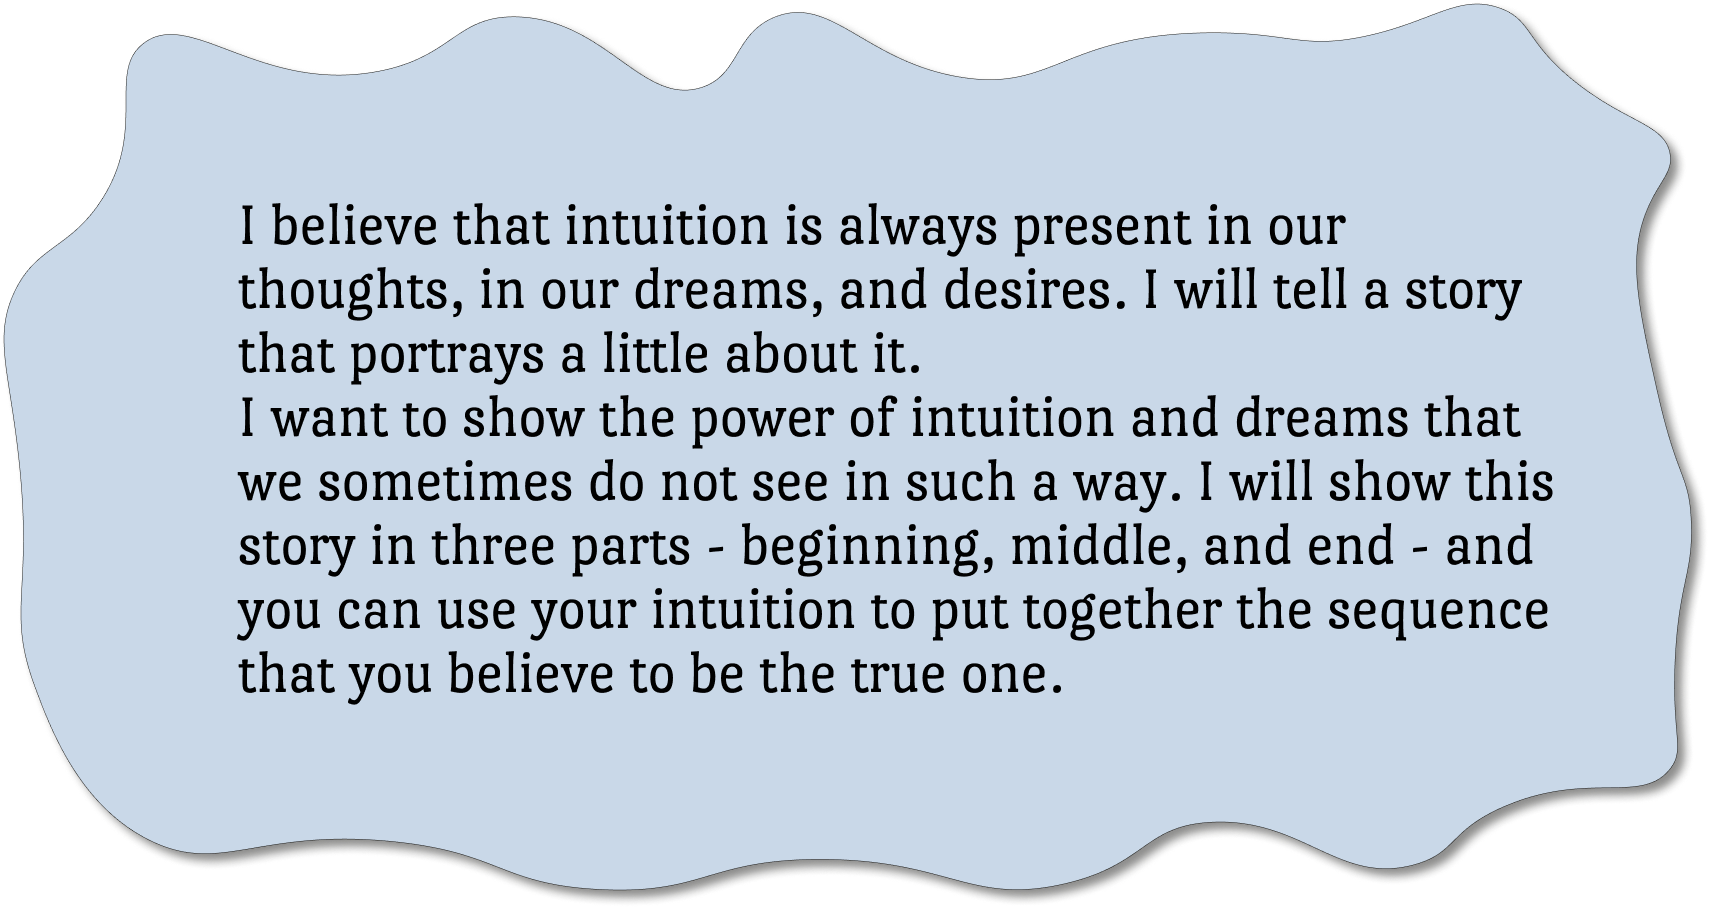 I believe that intuition is always present in our
thoughts, in our dreams, and desires. I will tell a story
that portrays a little about it.
I want to show the power of intuition and dreams that
we sometimes do not see in such a way. I will show this
story in three parts - beginning, middle, and end - and
you can use your intuition to put together the sequence
that you believe to be the true one.